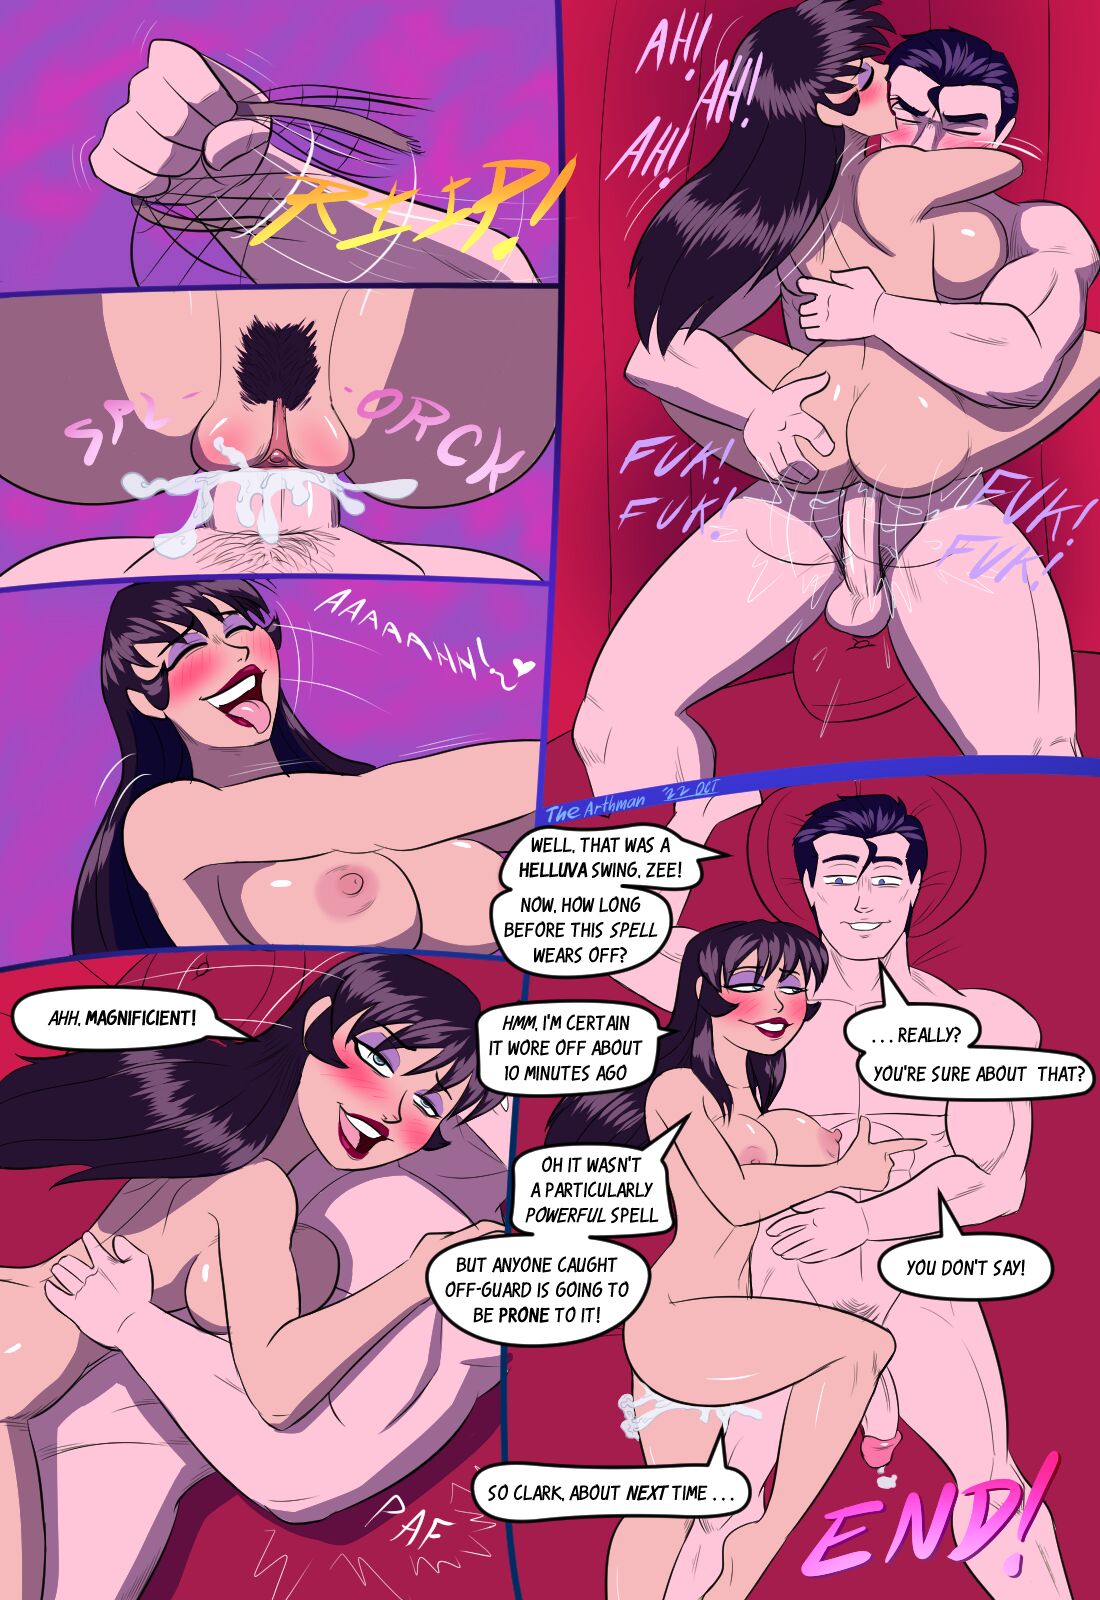 RIIIP!
SPL-
-ORCK
AAAAAHH!
AH!
AH!
AH!
FUK!
FUK!
FUK!
FUK!
The Arthman '22 OCT
AHH, MAGNIFICIENT!
PAF
WELL, THAT WAS A
HELLUVA SWING, ZEE!
NOW, HOW LONG
BEFORE THIS SPELL
WEARS OFF?
HMM, I'M CERTAIN
IT WORE OFF ABOUT
10 MINUTES AGO
. . . REALLY?
YOU'RE SURE ABOUT THAT?
OH IT WASN'T
A PARTICULARLY
POWERFUL SPELL
BUT ANYONE CAUGHT
OFF-GUARD IS GOING TO
BE PRONE TO IT!
YOU DON'T SAY!
SO CLARK, ABOUT NEXT TIME . . .
END!